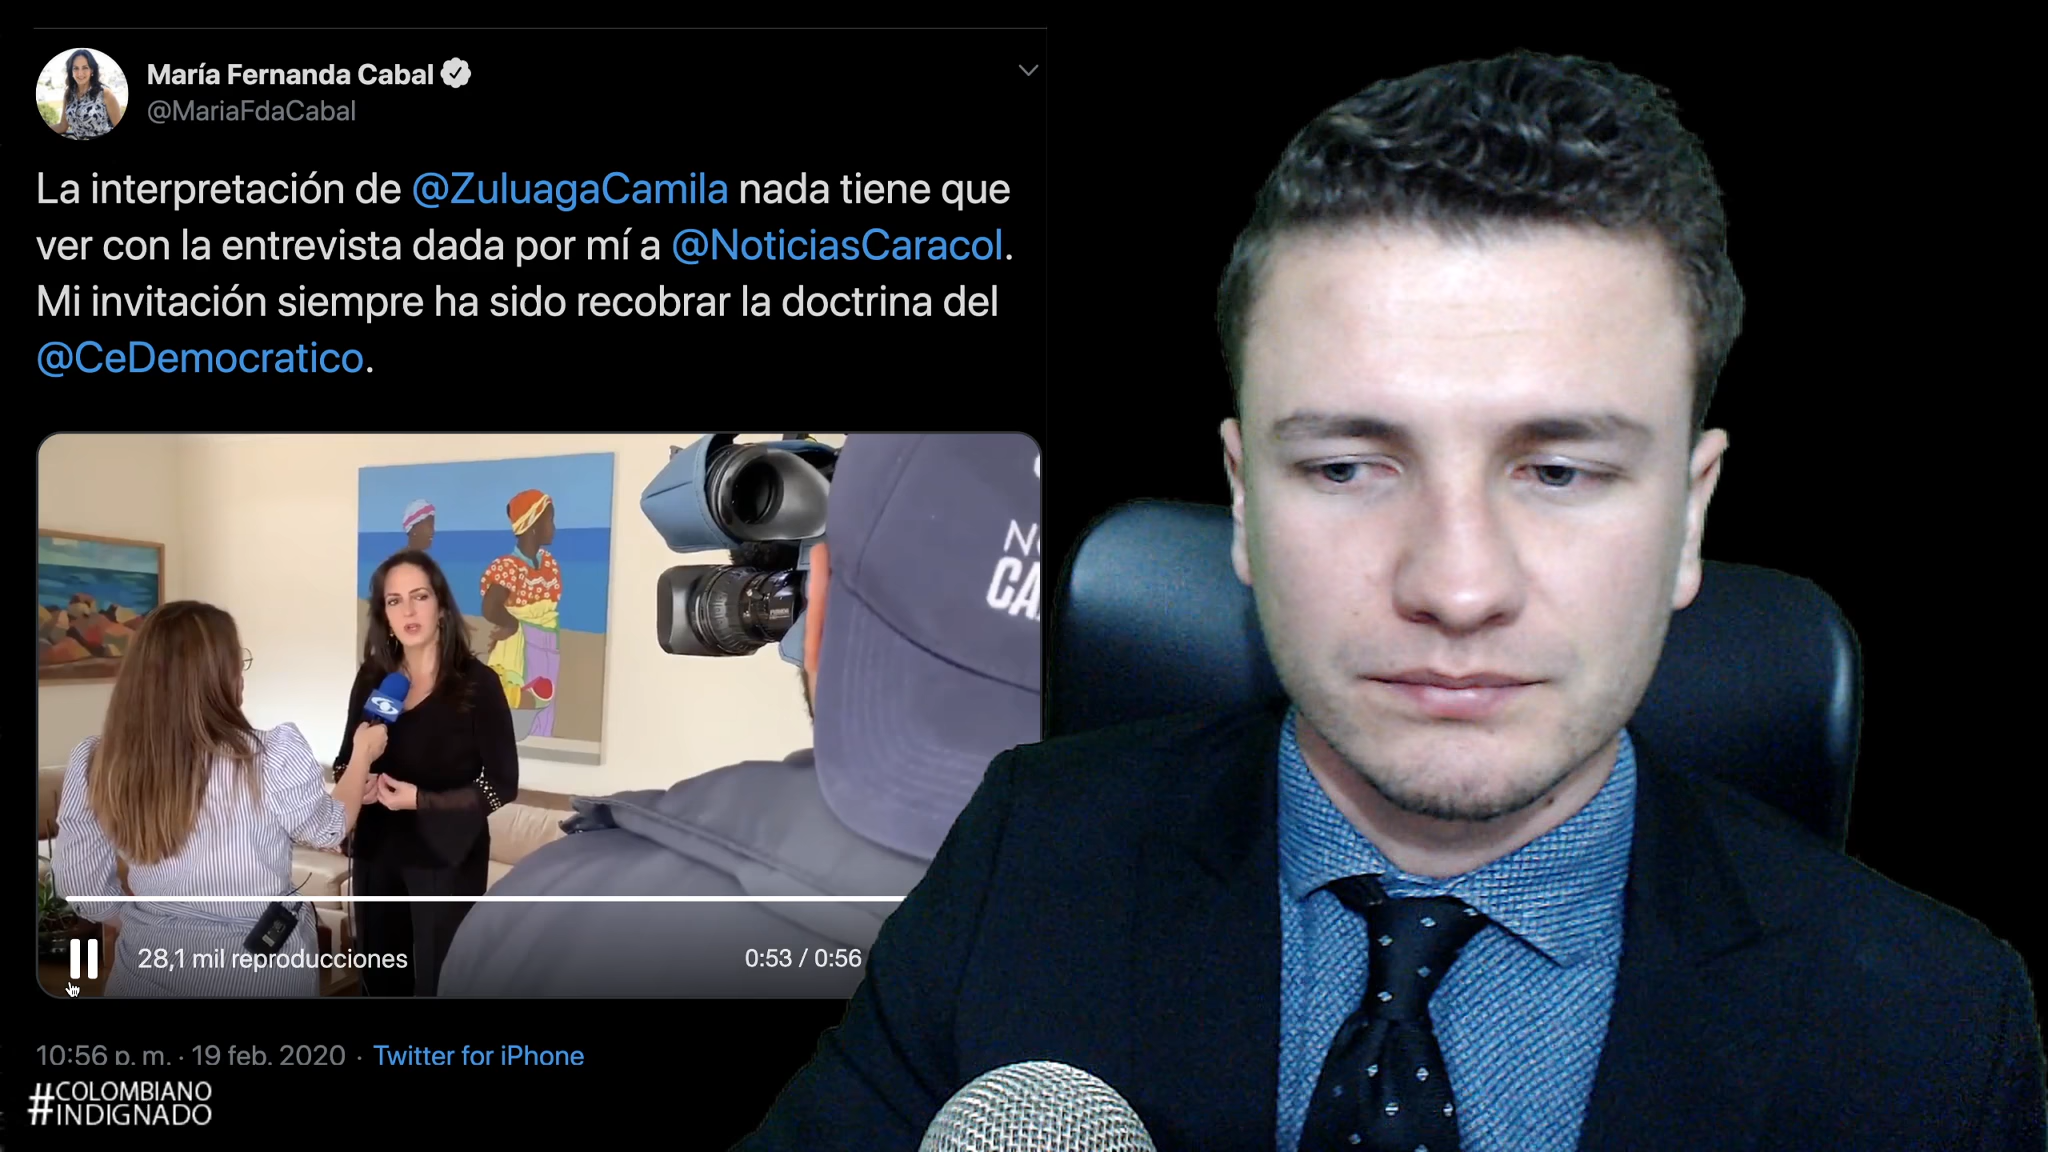 María Fernanda Cabal
@MariaFdaCabal
La interpretación de @ZuluagaCamila nada tiene que
ver con la entrevista dada por mí a @NoticiasCaracol.
Mi invitación siempre ha sido recobrar la doctrina del
@CeDemocratico.
28,1 mil reproducciones
0:53 / 0:56
10:56 p. m. · 19 feb. 2020 · Twitter for iPhone
#COLOMBIANO
INDIGNADO